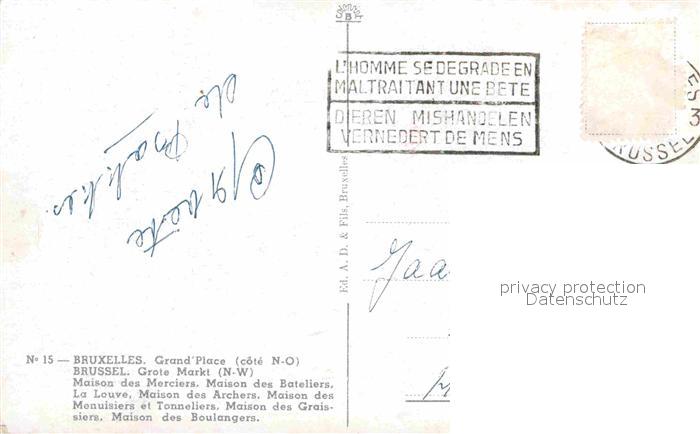 L'HOMME SE DEGRADE EN
MALTRAITANT UNE BETE
DIEREN MISHANDELEN
VERNEDERT DE MENS
BRUSSEL
3
Ed. A. D. & Fils, Bruxelles
Jaa
privacy protection
Datenschutz
Nº 15 — BRUXELLES. Grand'Place (côté N-O)
BRUSSEL. Grote Markt (N-W)
Maison des Merciers. Maison des Bateliers.
La Louve. Maison des Archers. Maison des
Menuisiers et Tonneliers. Maison des Grais-
siers. Maison des Boulangers.